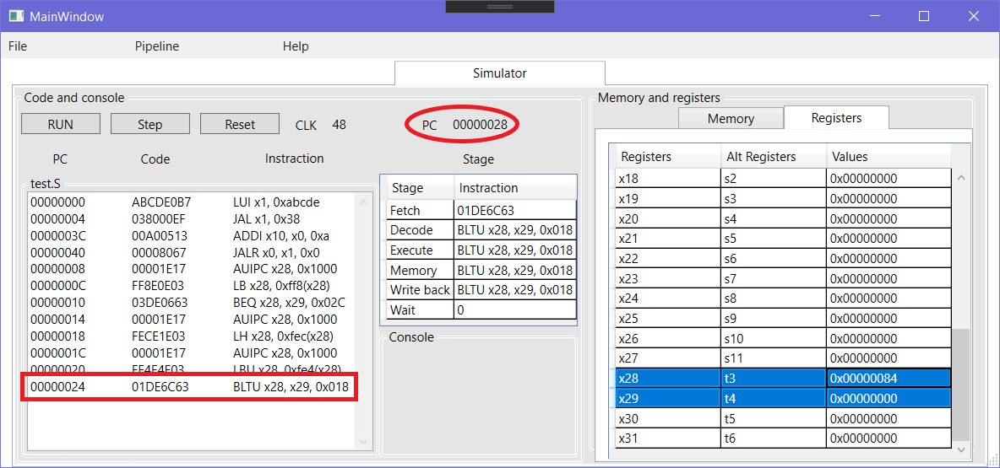 MainWindow
File Pipeline Help
Simulator
Code and console
RUN Step Reset CLK 48 PC 00000028
PC Code Instraction Stage
test.S
00000000 ABCDE0B7 LUI x1, 0xabcde
00000004 038000EF JAL x1, 0x38
0000003C 00A00513 ADDI x10, x0, 0xa
00000040 00008067 JALR x0, x1, 0x0
00000008 00001E17 AUIPC x28, 0x1000
0000000C FF8E0E03 LB x28, 0xff8(x28)
00000010 03DE0663 BEQ x28, x29, 0x02C
00000014 00001E17 AUIPC x28, 0x1000
00000018 FECE1E03 LH x28, 0xfec(x28)
0000001C 00001E17 AUIPC x28, 0x1000
00000020 FE4E4E03 LBU x28, 0xfe4(x28)
00000024 01DE6C63 BLTU x28, x29, 0x018
Stage Instraction
Fetch 01DE6C63
Decode BLTU x28, x29, 0x018
Execute BLTU x28, x29, 0x018
Memory BLTU x28, x29, 0x018
Write back BLTU x28, x29, 0x018
Wait 0
Console
Memory and registers
Memory Registers
Registers Alt Registers Values
x18 s2 0x00000000
x19 s3 0x00000000
x20 s4 0x00000000
x21 s5 0x00000000
x22 s6 0x00000000
x23 s7 0x00000000
x24 s8 0x00000000
x25 s9 0x00000000
x26 s10 0x00000000
x27 s11 0x00000000
x28 t3 0x00000084
x29 t4 0x00000000
x30 t5 0x00000000
x31 t6 0x00000000